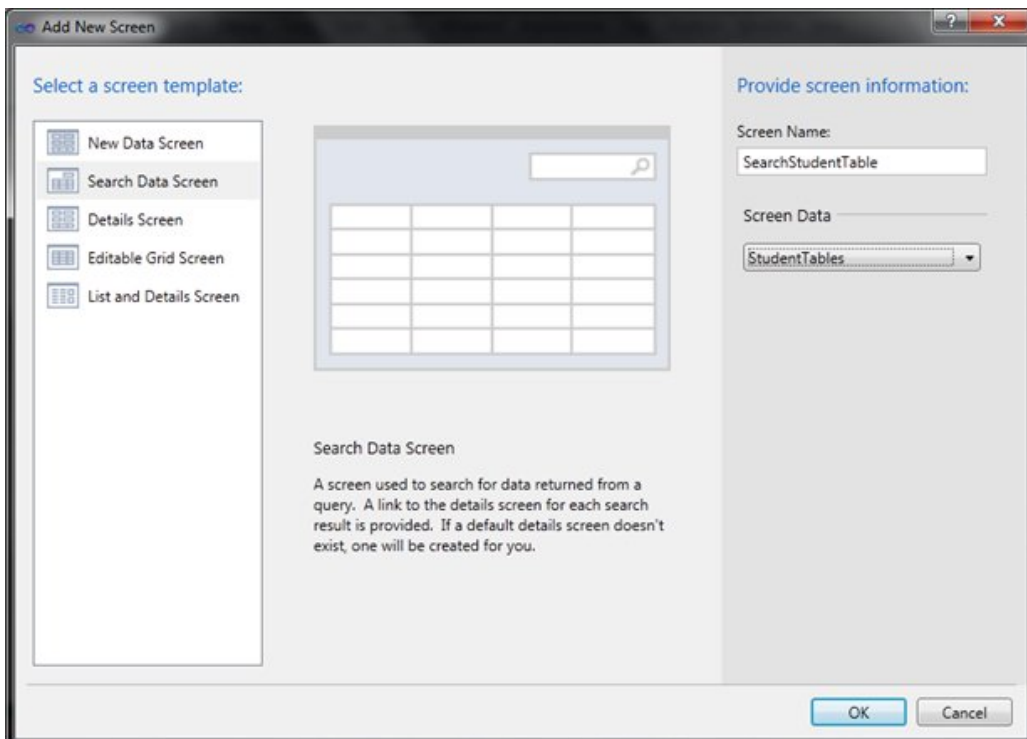 Add New Screen
?
Select a screen template:
New Data Screen
Search Data Screen
Details Screen
Editable Grid Screen
List and Details Screen
Search Data Screen
A screen used to search for data returned from a
query. A link to the details screen for each search
result is provided. If a default details screen doesn't
exist, one will be created for you.
Provide screen information:
Screen Name:
SearchStudentTable
Screen Data
StudentTables
OK
Cancel